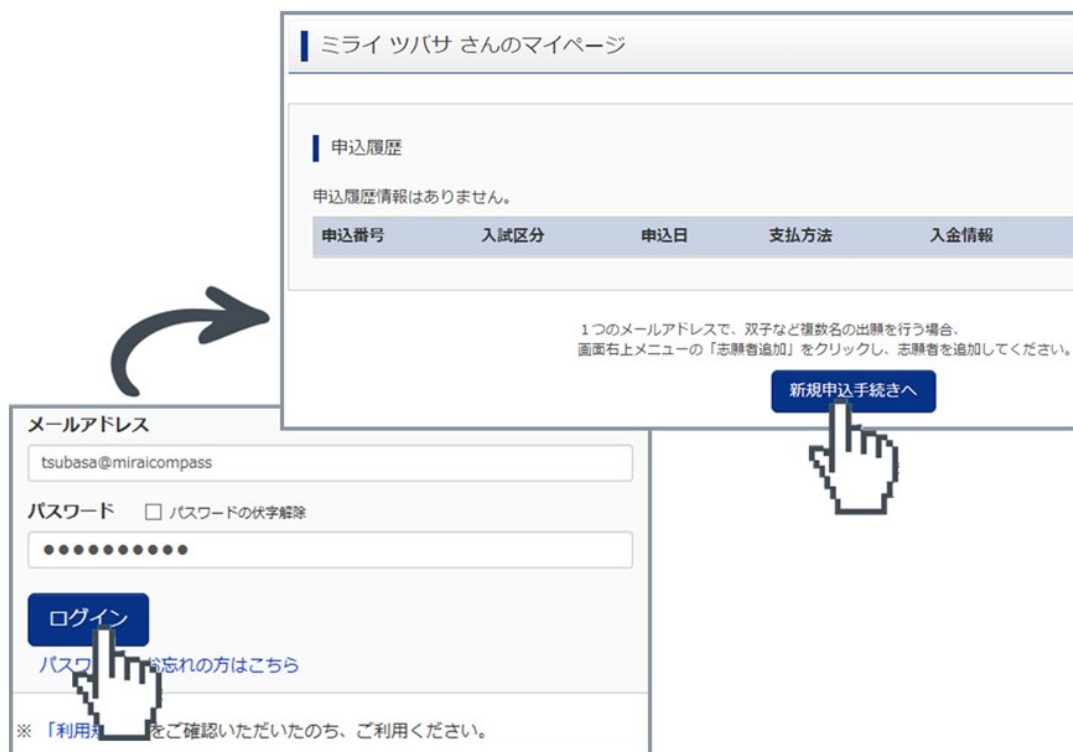 ミライ ツバサ さんのマイページ
申込履歴
申込履歴情報はありません。
申込番号 入試区分 申込日 支払方法 入金情報
1つのメールアドレスで、双子など複数名の出願を行う場合、
画面右上メニューの「志願者追加」をクリックし、志願者を追加してください。
新規申込手続きへ
メールアドレス
tsubasa@miraicompass
パスワード パスワードの伏字解除
●●●●●●●●●●
ログイン
パスワ お忘れの方はこちら
※ 「利用 をご確認いただいたのち、ご利用ください。